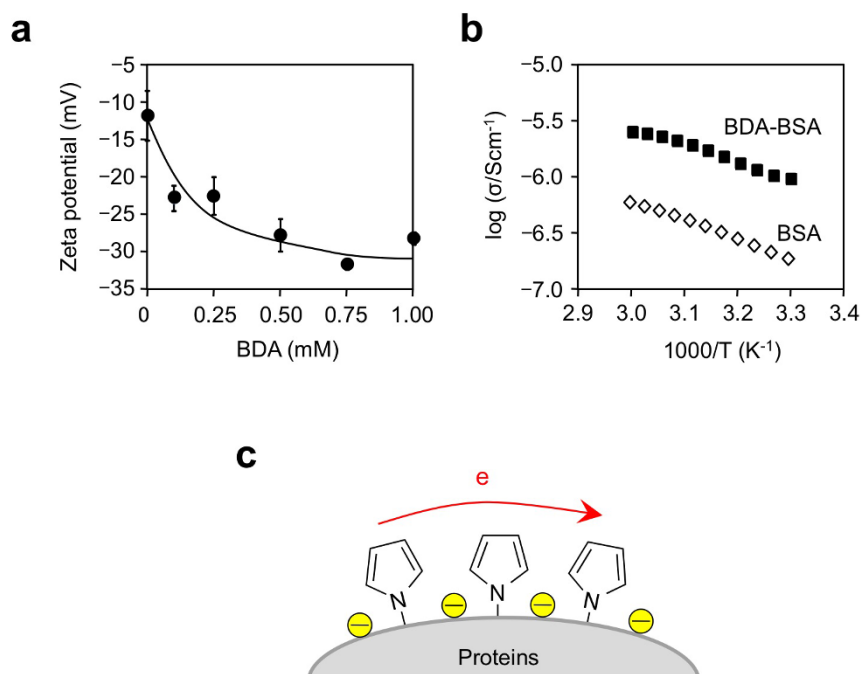 a
Zeta potential (mV)
−5
−10
−15
−20
−25
−30
−35
0
0.25
0.50
0.75
1.00
BDA (mM)
b
log (σ/Scm⁻¹)
−5.0
−5.5
−6.0
−6.5
−7.0
BDA-BSA
BSA
2.9
3.0
3.1
3.2
3.3
3.4
1000/T (K⁻¹)
c
e
N
N
N
−
−
−
−
Proteins